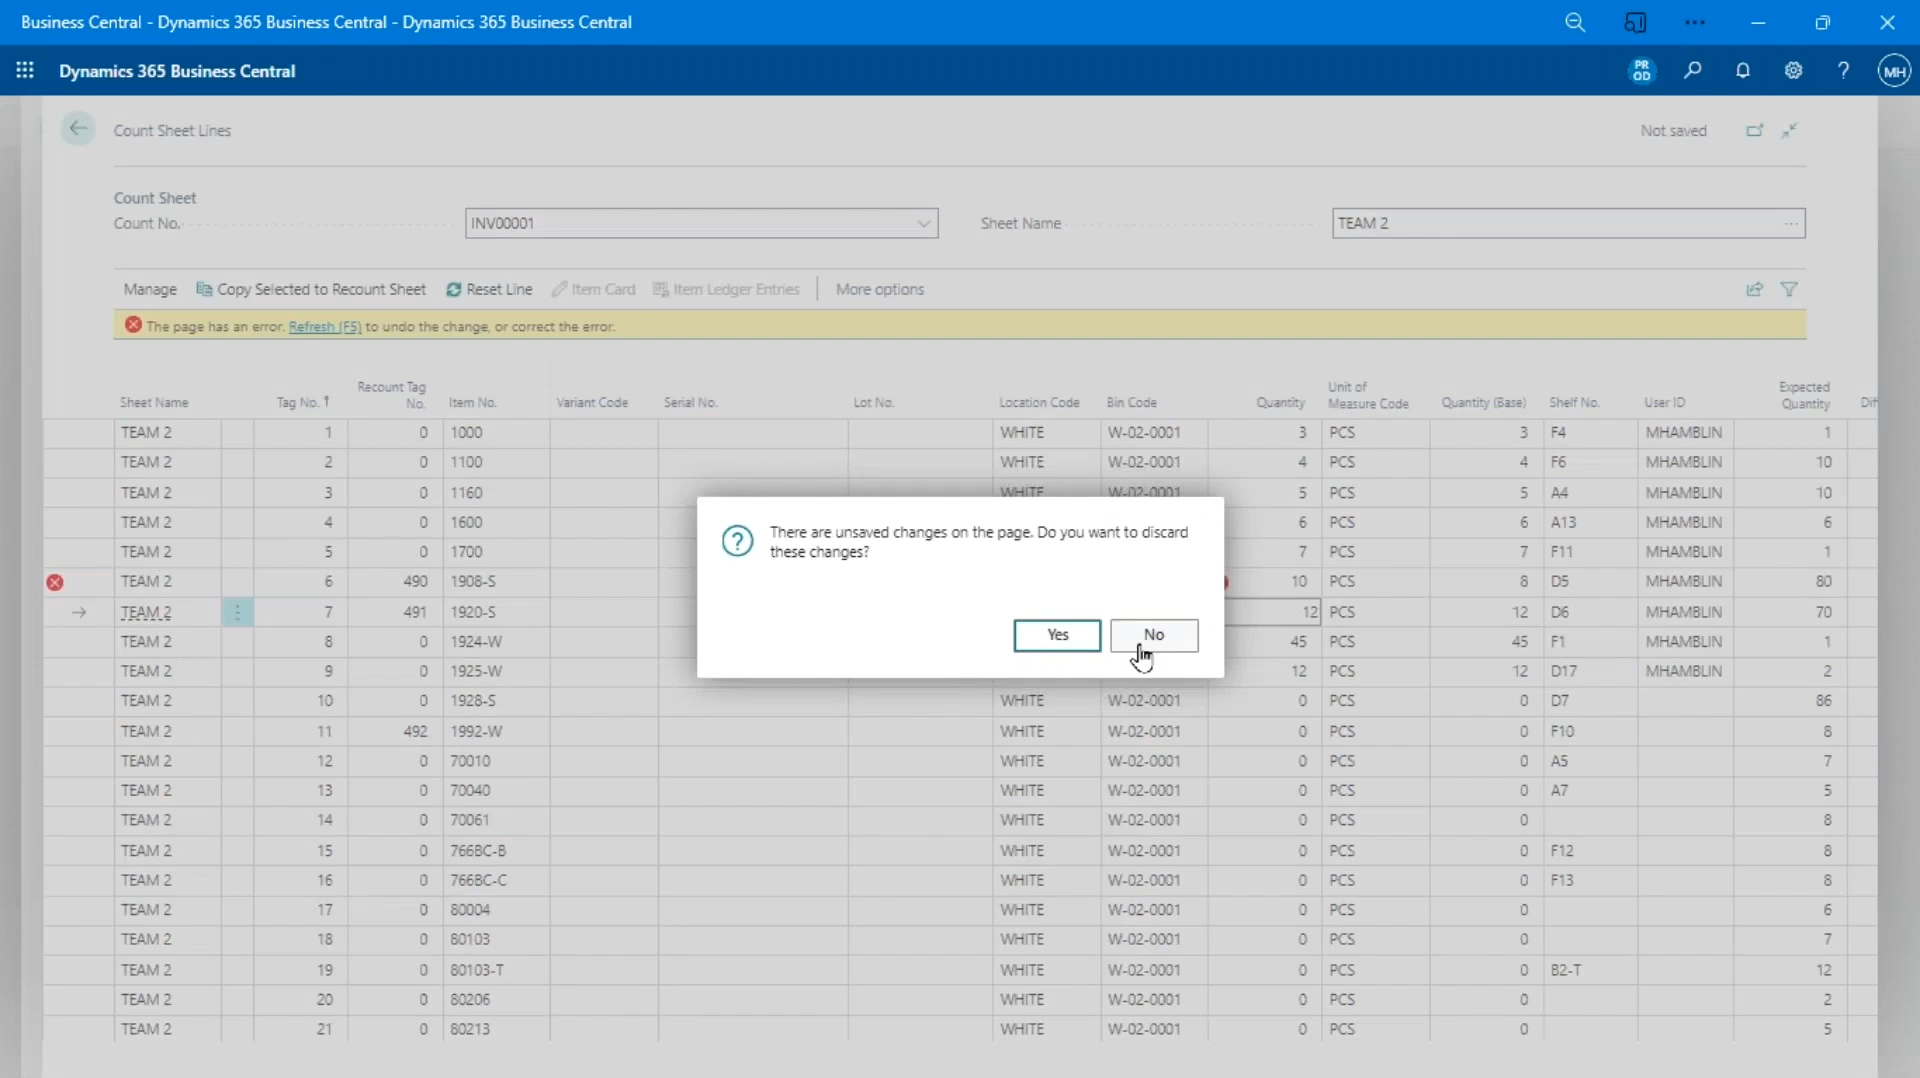 Business Central - Dynamics 365 Business Central - Dynamics 365 Business Central
Dynamics 365 Business Central PR OD ? MH
Count Sheet Lines Not saved
Count Sheet
Count No. INV00001 Sheet Name TEAM 2 ...
Manage Copy Selected to Recount Sheet Reset Line Item Card Item Ledger Entries More options
The page has an error. Refresh (F5) to undo the change, or correct the error.
Sheet Name Tag No. ↑ Recount Tag No. Item No. Variant Code Serial No. Lot No. Location Code Bin Code Quantity Unit of Measure Code Quantity (Base) Shelf No. User ID Expected Quantity
TEAM 2 1 0 1000 WHITE W-02-0001 3 PCS 3 F4 MHAMBLIN 1
TEAM 2 2 0 1100 WHITE W-02-0001 4 PCS 4 F6 MHAMBLIN 10
TEAM 2 3 0 1160 WHITE W-02-0001 5 PCS 5 A4 MHAMBLIN 10
TEAM 2 4 0 1600 6 PCS 6 A13 MHAMBLIN 6
TEAM 2 5 0 1700 7 PCS 7 F11 MHAMBLIN 1
TEAM 2 6 490 1908-S 10 PCS 8 D5 MHAMBLIN 80
TEAM 2 7 491 1920-S 12 PCS 12 D6 MHAMBLIN 70
TEAM 2 8 0 1924-W 45 PCS 45 F1 MHAMBLIN 1
TEAM 2 9 0 1925-W 12 PCS 12 D17 MHAMBLIN 2
There are unsaved changes on the page. Do you want to discard
these changes?
Yes No
TEAM 2 10 0 1928-S WHITE W-02-0001 0 PCS 0 D7 86
TEAM 2 11 492 1992-W WHITE W-02-0001 0 PCS 0 F10 8
TEAM 2 12 0 70010 WHITE W-02-0001 0 PCS 0 A5 7
TEAM 2 13 0 70040 WHITE W-02-0001 0 PCS 0 A7 5
TEAM 2 14 0 70061 WHITE W-02-0001 0 PCS 0 8
TEAM 2 15 0 766BC-B WHITE W-02-0001 0 PCS 0 F12 8
TEAM 2 16 0 766BC-C WHITE W-02-0001 0 PCS 0 F13 8
TEAM 2 17 0 80004 WHITE W-02-0001 0 PCS 0 6
TEAM 2 18 0 80103 WHITE W-02-0001 0 PCS 0 7
TEAM 2 19 0 80103-T WHITE W-02-0001 0 PCS 0 B2-T 12
TEAM 2 20 0 80206 WHITE W-02-0001 0 PCS 0 2
TEAM 2 21 0 80213 WHITE W-02-0001 0 PCS 0 5